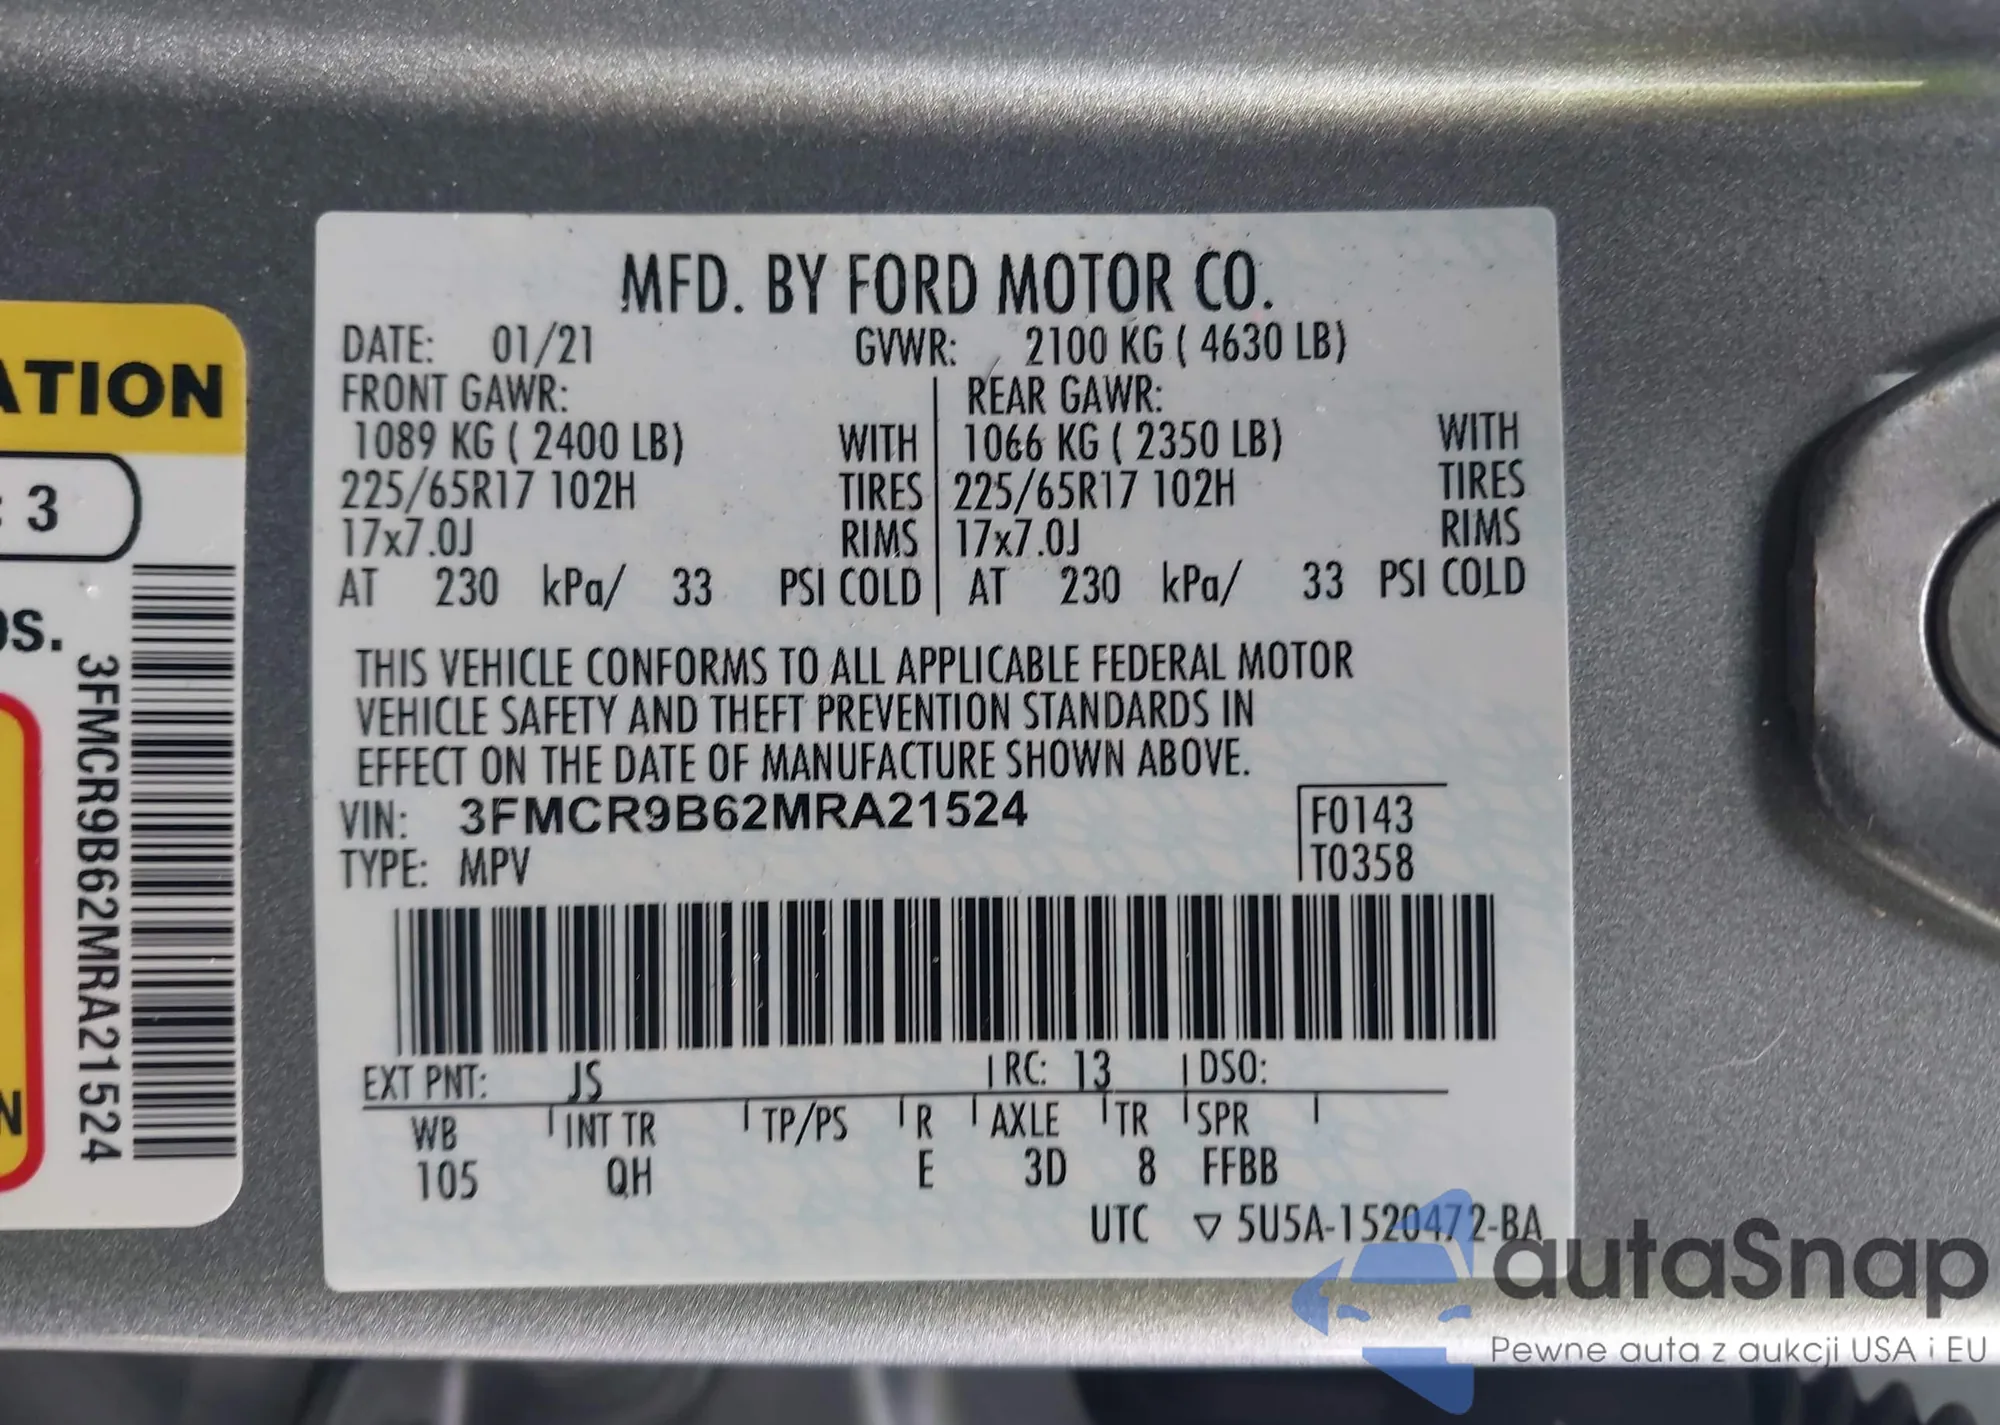 ATION
: 3
os.
N
3FMCR9B62MRA21524
MFD. BY FORD MOTOR CO.
DATE: 01/21 GVWR: 2100 KG ( 4630 LB)
FRONT GAWR: REAR GAWR:
1089 KG ( 2400 LB) WITH 1066 KG ( 2350 LB) WITH
225/65R17 102H TIRES 225/65R17 102H TIRES
17x7.0J RIMS 17x7.0J RIMS
AT 230 kPa/ 33 PSI COLD AT 230 kPa/ 33 PSI COLD
THIS VEHICLE CONFORMS TO ALL APPLICABLE FEDERAL MOTOR
VEHICLE SAFETY AND THEFT PREVENTION STANDARDS IN
EFFECT ON THE DATE OF MANUFACTURE SHOWN ABOVE.
VIN: 3FMCR9B62MRA21524 F0143
TYPE: MPV T0358
EXT PNT: JS RC: 13 DSO:
WB INT TR TP/PS R AXLE TR SPR
105 QH E 3D 8 FFBB
UTC ▽ 5U5A-1520472-BA
autaSnap
Pewne auta z aukcji USA i EU